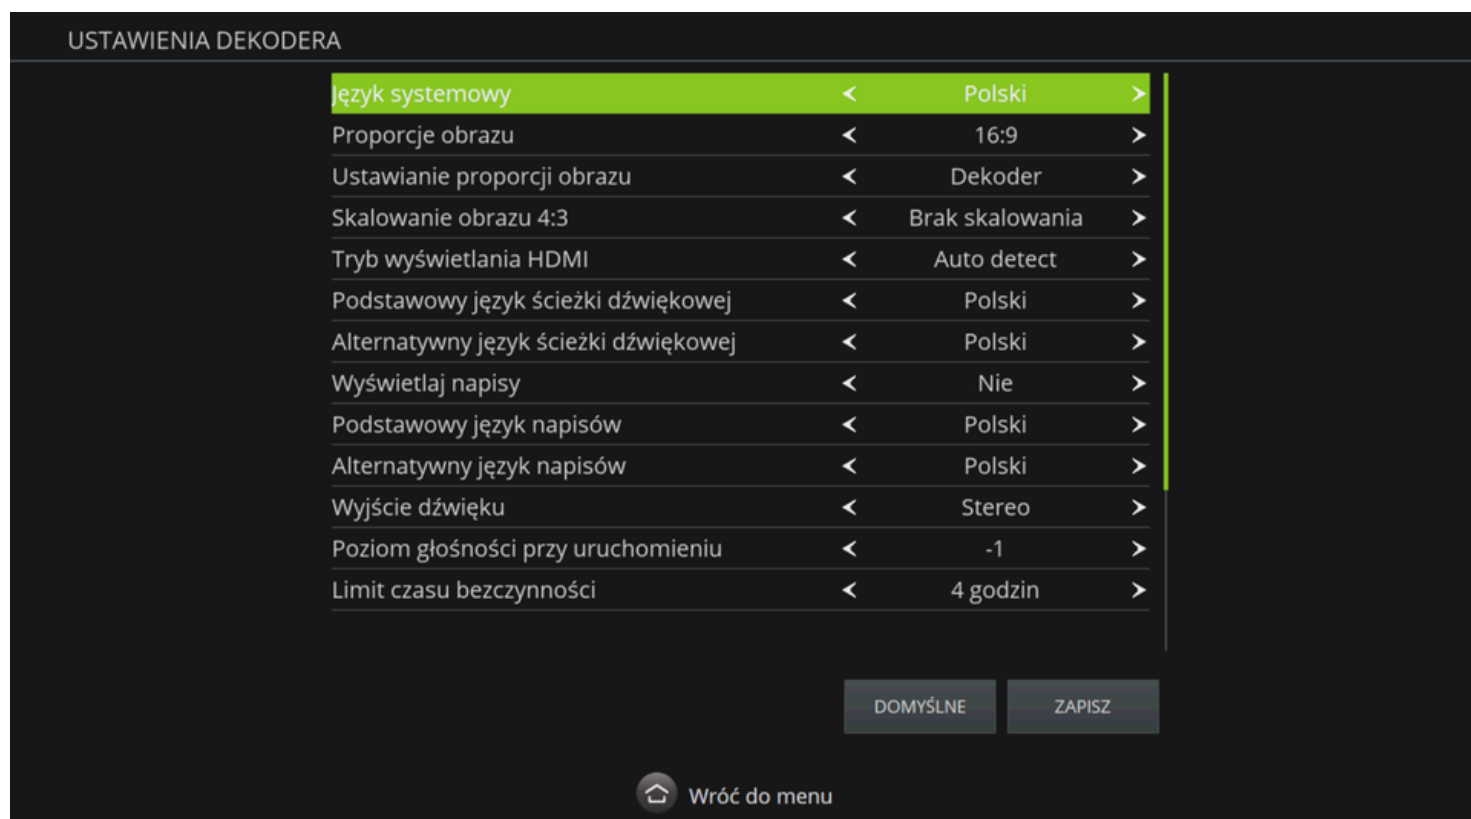 USTAWIENIA DEKODERA
Język systemowy < Polski >
Proporcje obrazu < 16:9 >
Ustawianie proporcji obrazu < Dekoder >
Skalowanie obrazu 4:3 < Brak skalowania >
Tryb wyświetlania HDMI < Auto detect >
Podstawowy język ścieżki dźwiękowej < Polski >
Alternatywny język ścieżki dźwiękowej < Polski >
Wyświetlaj napisy < Nie >
Podstawowy język napisów < Polski >
Alternatywny język napisów < Polski >
Wyjście dźwięku < Stereo >
Poziom głośności przy uruchomieniu < -1 >
Limit czasu bezczynności < 4 godzin >
DOMYŚLNE ZAPISZ
Wróć do menu